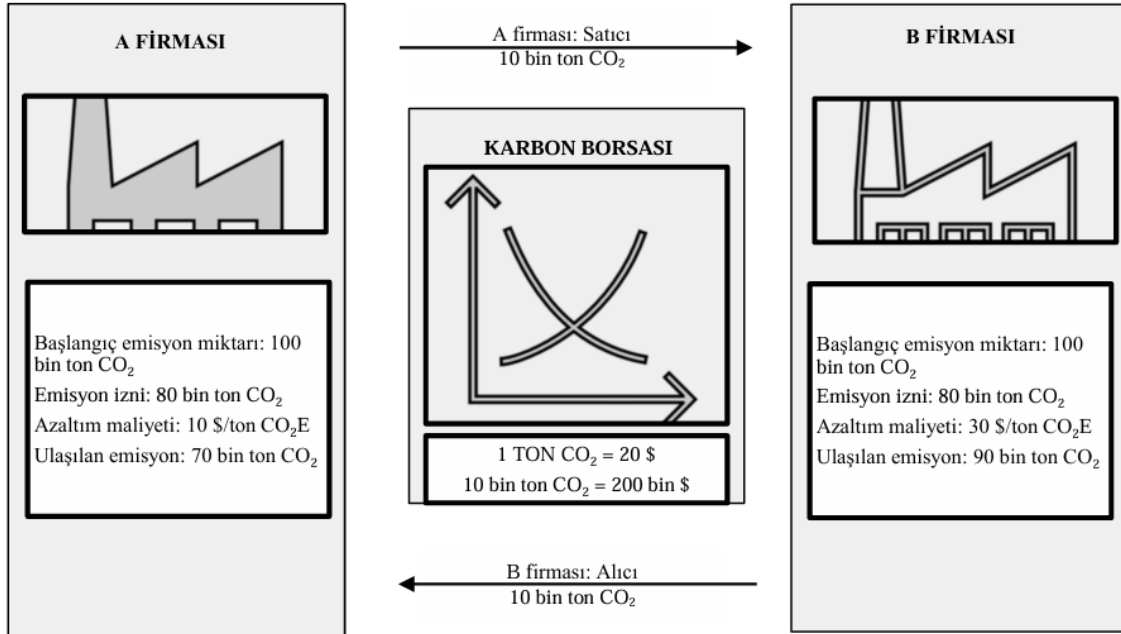 A FİRMASI
Başlangıç emisyon miktarı: 100
bin ton CO₂
Emisyon izni: 80 bin ton CO₂
Azaltım maliyeti: 10 $/ton CO₂E
Ulaşılan emisyon: 70 bin ton CO₂
A firması: Satıcı
10 bin ton CO₂
KARBON BORSASI
1 TON CO₂ = 20 $
10 bin ton CO₂ = 200 bin $
B firması: Alıcı
10 bin ton CO₂
B FİRMASI
Başlangıç emisyon miktarı: 100
bin ton CO₂
Emisyon izni: 80 bin ton CO₂
Azaltım maliyeti: 30 $/ton CO₂E
Ulaşılan emisyon: 90 bin ton CO₂